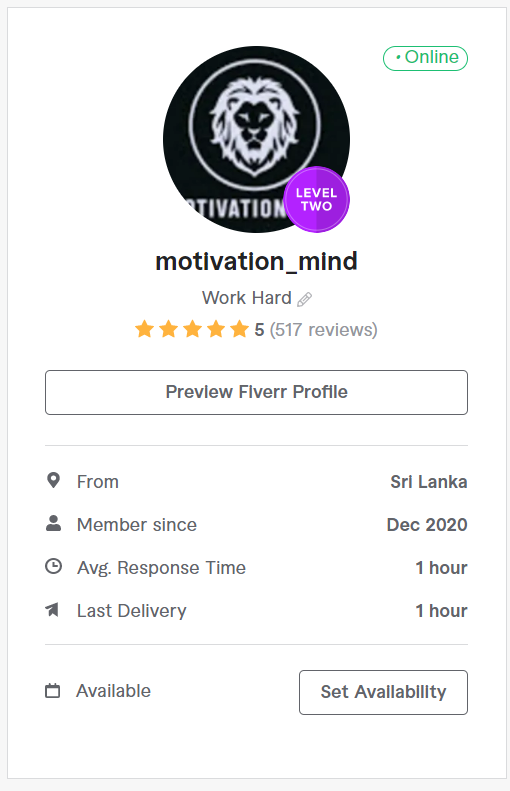 • Online
LEVEL
TWO
motivation_mind
Work Hard
5 (517 reviews)
Preview Fiverr Profile
From Sri Lanka
Member since Dec 2020
Avg. Response Time 1 hour
Last Delivery 1 hour
Available Set Availability